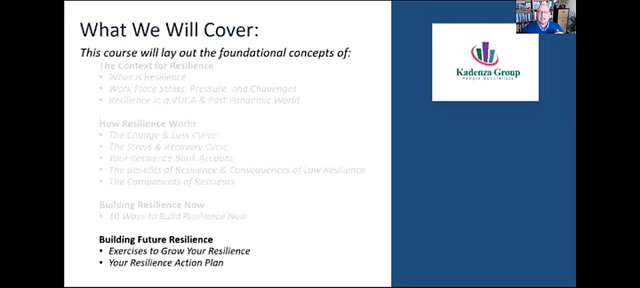 What We Will Cover:
This course will lay out the foundational concepts of:
The Context for Resilience
• What is Resilience
• Work Place Stress, Pressure, and Challenges
• Resilience in a VUCA & Post Pandemic World
How Resilience Works
• The Change & Loss Curve
• The Stress & Recovery Cycle
• Your Resilience Bank Account
• The Benefits of Resilience & Consequences of Low Resilience
• The Components of Resilience
Building Resilience Now
• 10 Ways to Build Resilience Now
Building Future Resilience
• Exercises to Grow Your Resilience
• Your Resilience Action Plan
Kadenza Group
People Specialists